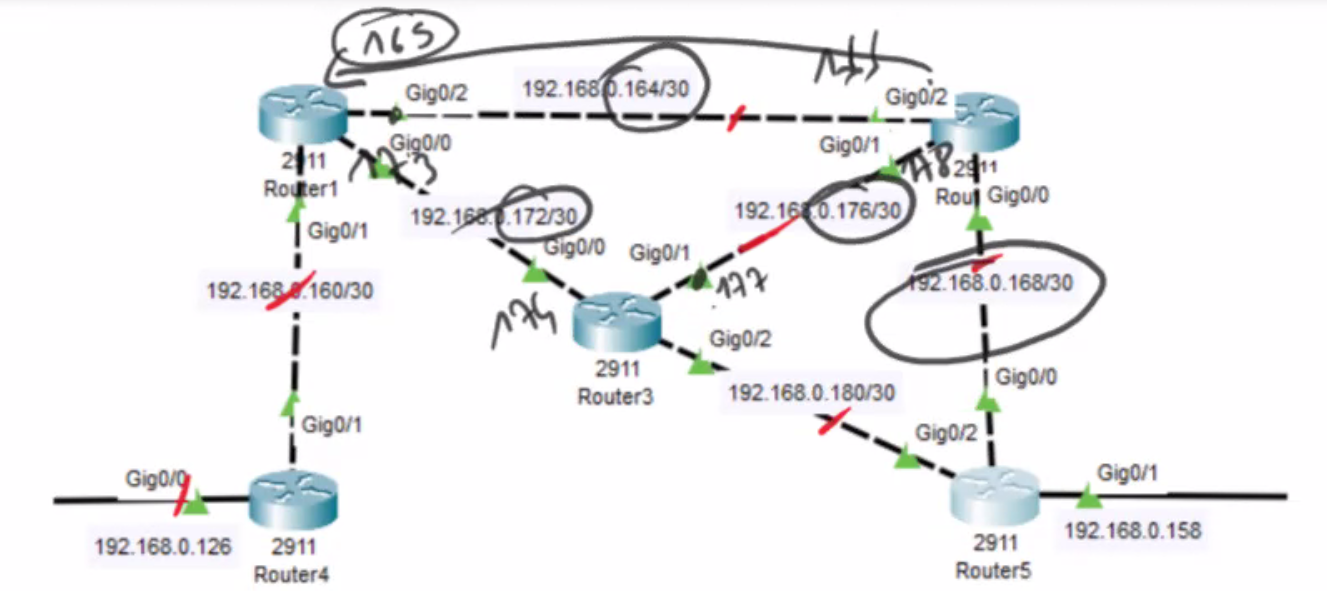 165
Gig0/2
192.168.0.164/30
Gig0/2
Gig0/0
Gig0/1
178
2911
Router1
173
2911
Rou
Gig0/0
192.168.0.172/30
192.168.0.176/30
Gig0/1
Gig0/0
Gig0/1
177
192.168.0.160/30
192.168.0.168/30
174
Gig0/2
2911
Router3
192.168.0.180/30
Gig0/0
Gig0/1
Gig0/2
Gig0/0
Gig0/1
192.168.0.126
2911
Router4
192.168.0.158
2911
Router5